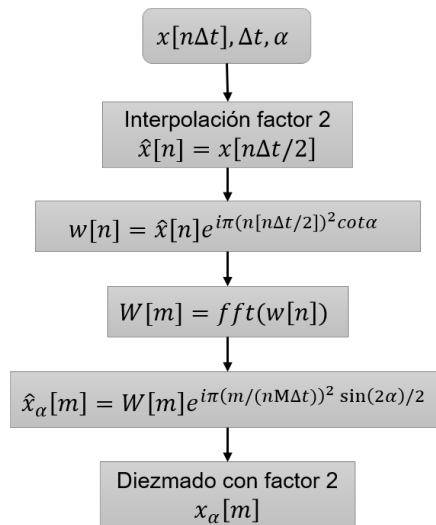 x[nΔt], Δt, α
Interpolación factor 2
x̂[n] = x[nΔt/2]
w[n] = x̂[n]e^{iπ(n[nΔt/2])^2 cotα}
W[m] = fft(w[n])
x̂_α[m] = W[m]e^{iπ(m/(nMΔt))^2 sin(2α)/2}
Diezmado con factor 2
x_α[m]